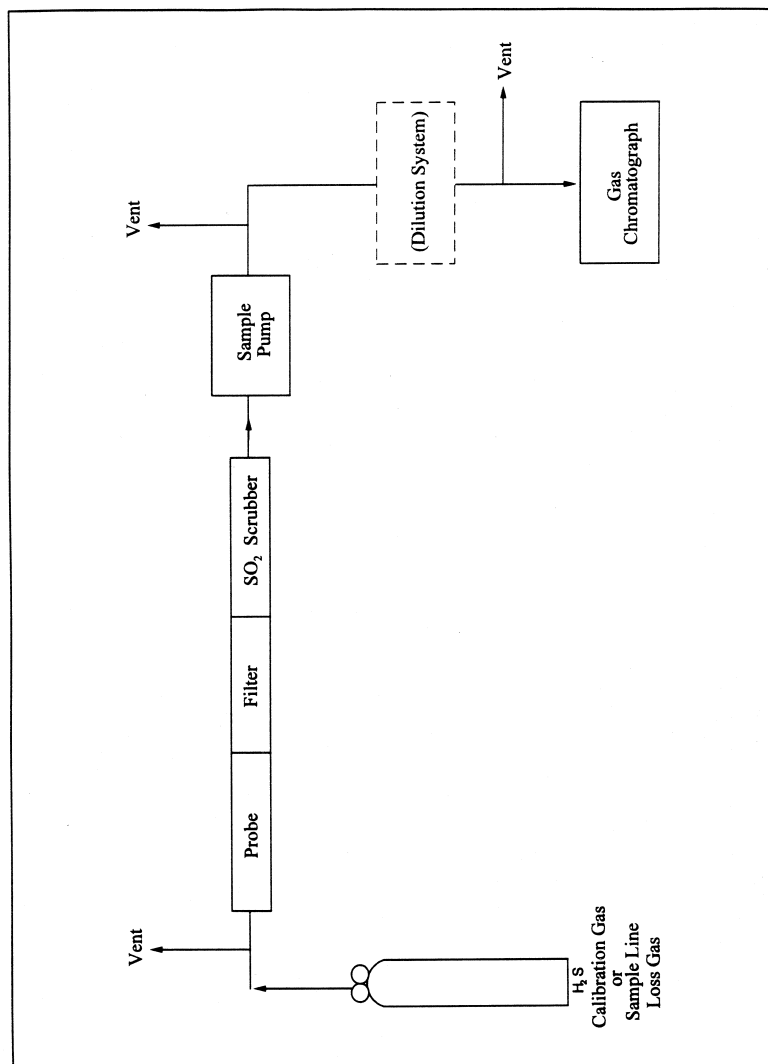 Vent
Probe
Filter
SO₂ Scrubber
Sample
Pump
Vent
(Dilution System)
Vent
Gas
Chromatograph
H₂S
Calibration Gas
or
Sample Line
Loss Gas